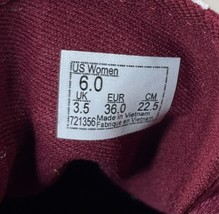 US Women
6.0
UK EUR CM
3.5 36.0 22.5
721356 Made in Vietnam
Fabriqué en Vietnam